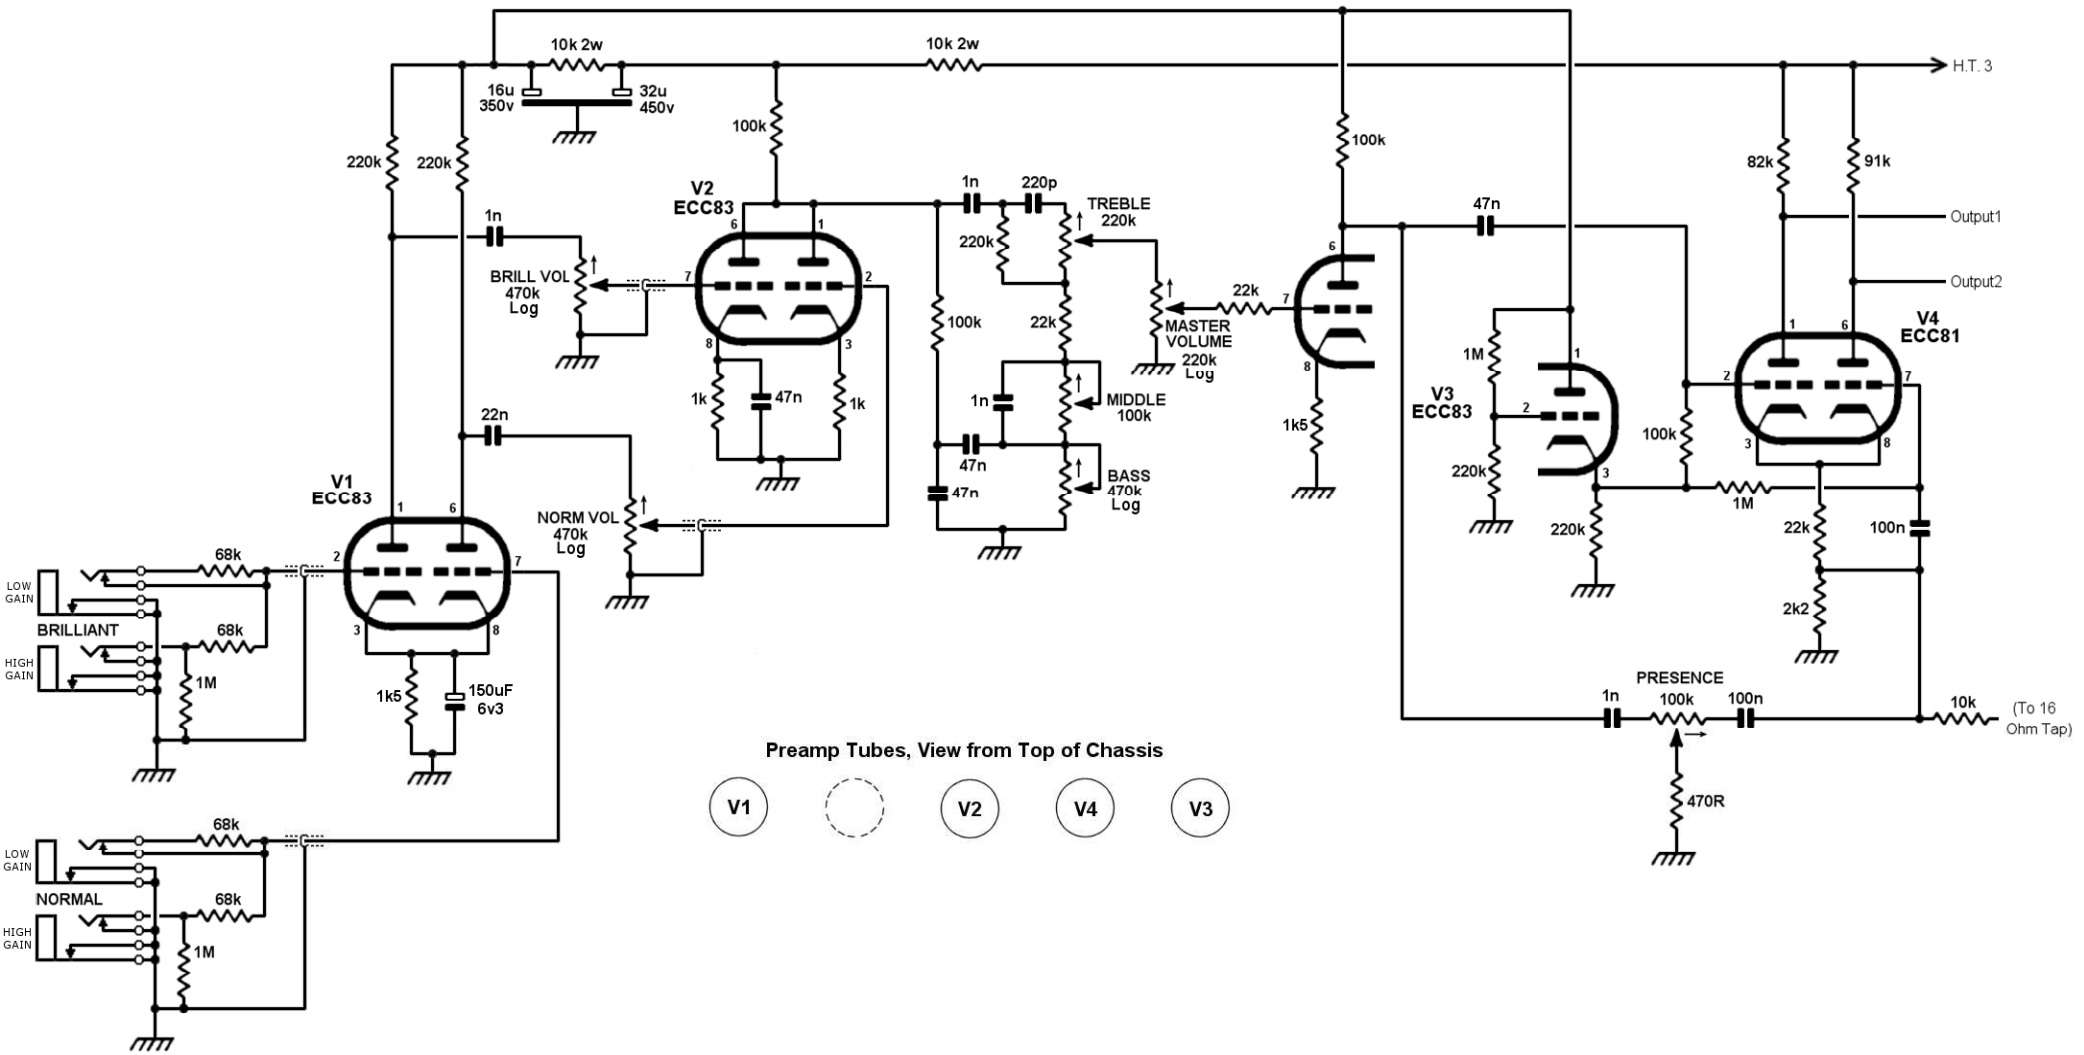 10k 2w
10k 2w
H.T. 3
16u
350v
32u
450v
100k
100k
220k
220k
82k
91k
V2
ECC83
1n
220p
TREBLE
220k
47n
1n
6
1
220k
6
Output1
BRILL VOL
470k
Log
7
2
Output2
22k
7
100k
22k
MASTER
VOLUME
220k
Log
1
6
V4
ECC81
8
3
8
1M
1
2
7
1k
47n
1k
1n
MIDDLE
100k
V3
ECC83
2
22n
1k5
100k
3
8
47n
220k
3
BASS
470k
Log
47n
1M
V1
ECC83
1
6
NORM VOL
470k
Log
220k
22k
100n
68k
2
7
LOW
GAIN
2k2
BRILLIANT
68k
3
8
HIGH
GAIN
1M
1k5
150uF
6v3
PRESENCE
100k
1n
100n
10k
(To 16
Ohm Tap)
Preamp Tubes, View from Top of Chassis
V1
V2
V4
V3
470R
68k
LOW
GAIN
NORMAL
68k
HIGH
GAIN
1M